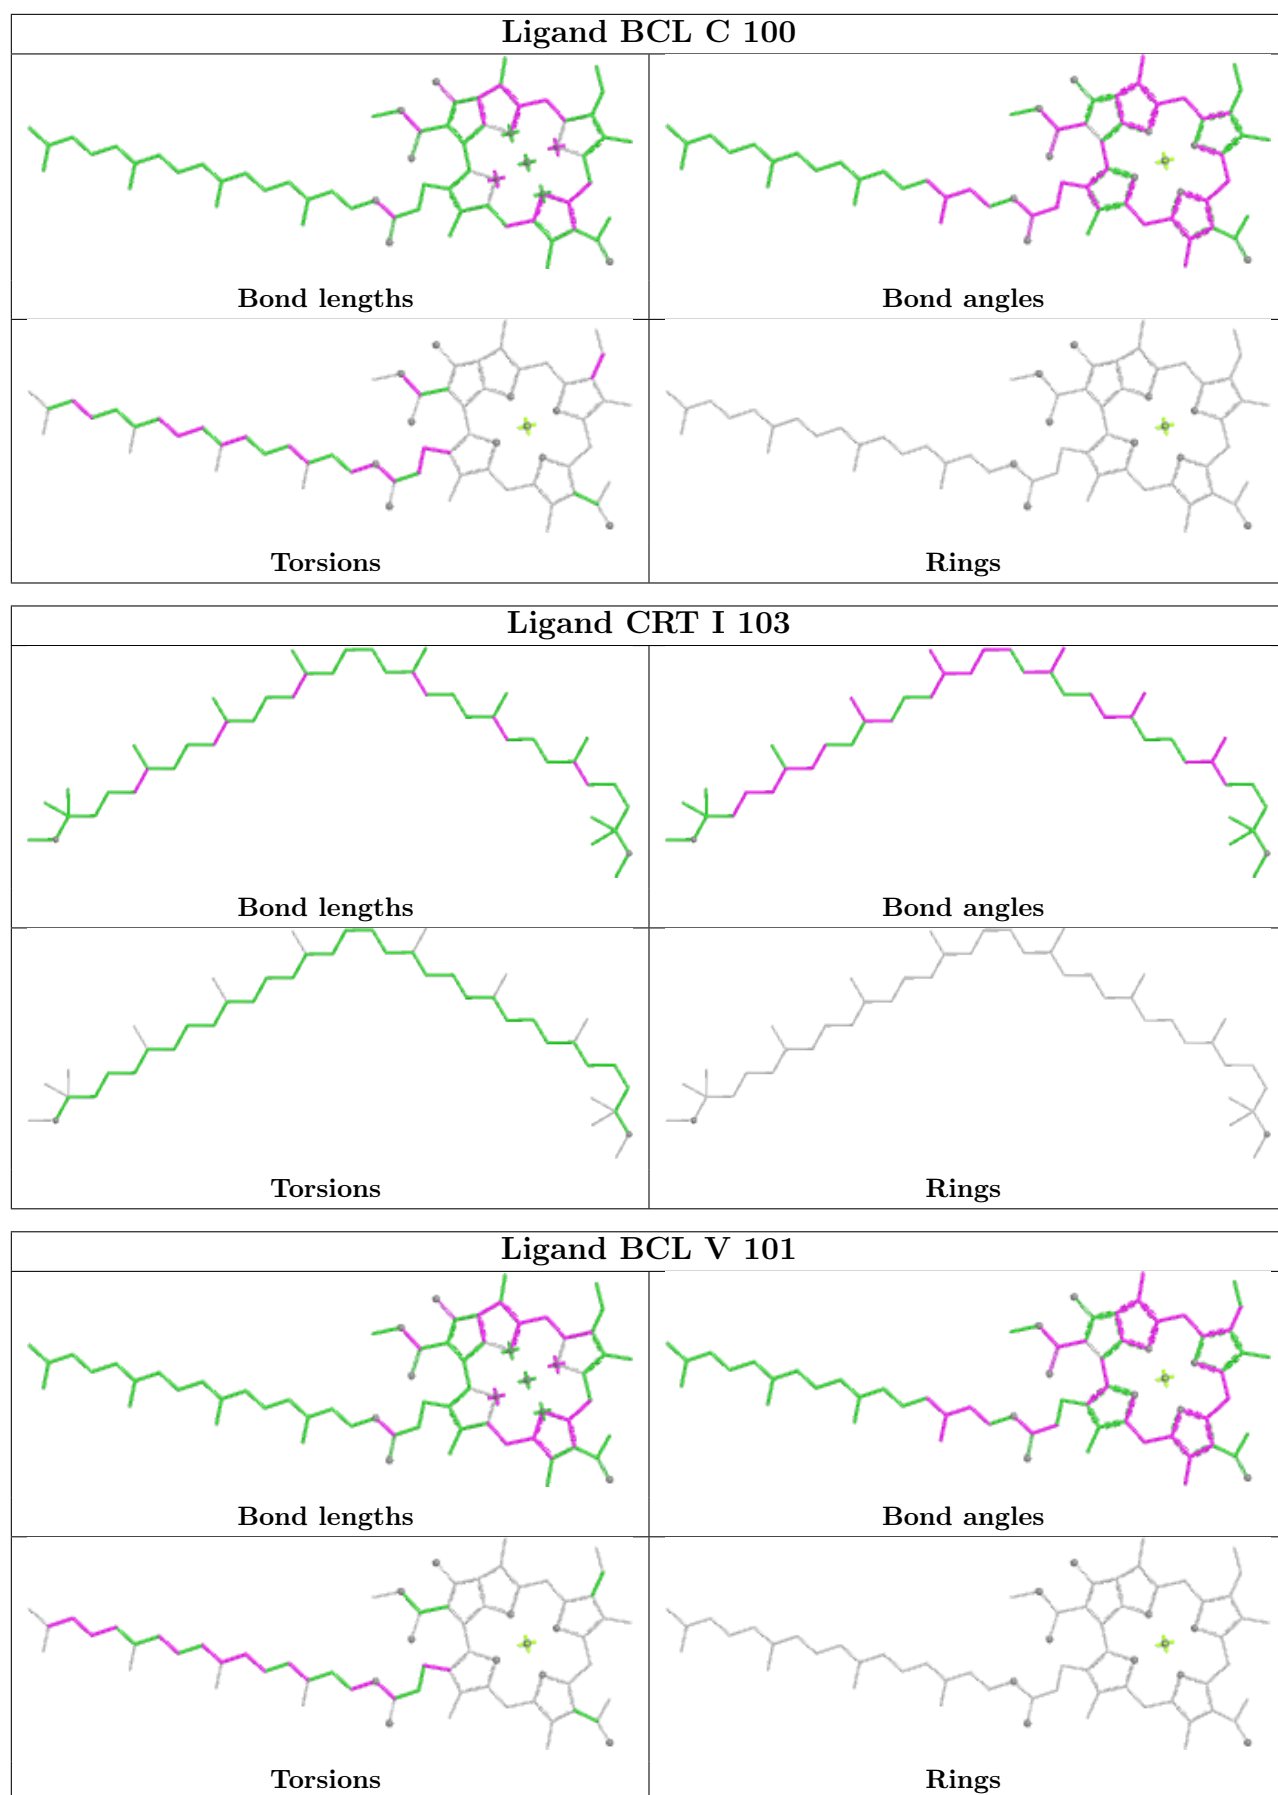 Ligand BCL C 100
Bond lengths
Bond angles
Torsions
Rings
Ligand CRT I 103
Bond lengths
Bond angles
Torsions
Rings
Ligand BCL V 101
Bond lengths
Bond angles
Torsions
Rings